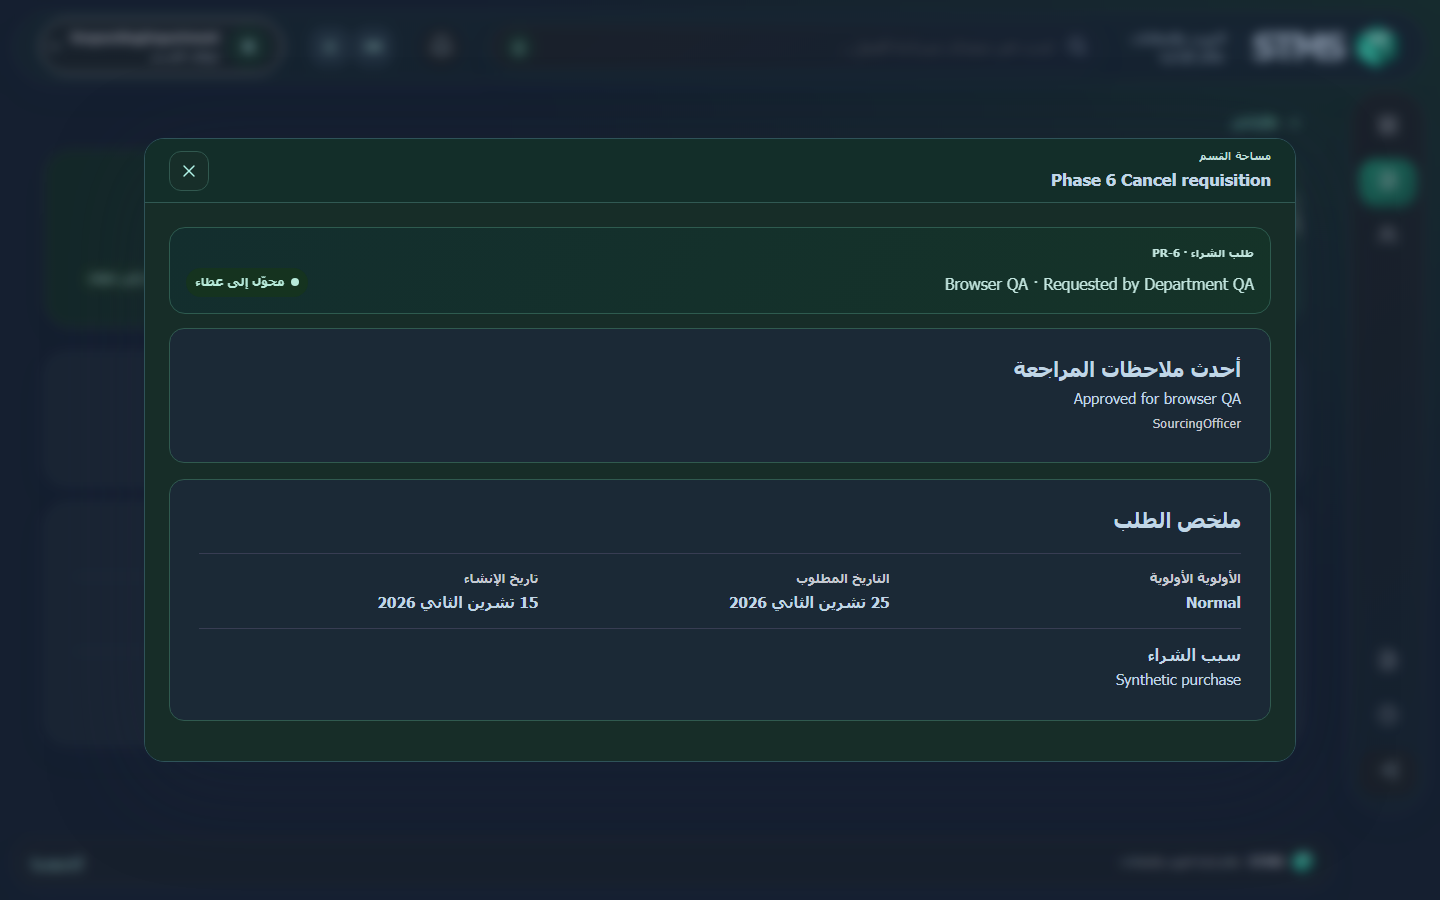 STMS
مساحة القسم
Phase 6 Cancel requisition
طلب الشراء · PR-6
Browser QA · Requested by Department QA
محوّل إلى عطاء
أحدث ملاحظات المراجعة
Approved for browser QA
SourcingOfficer
ملخص الطلب
الأولوية الأولوية
Normal
التاريخ المطلوب
25 تشرين الثاني 2026
تاريخ الإنشاء
15 تشرين الثاني 2026
سبب الشراء
Synthetic purchase